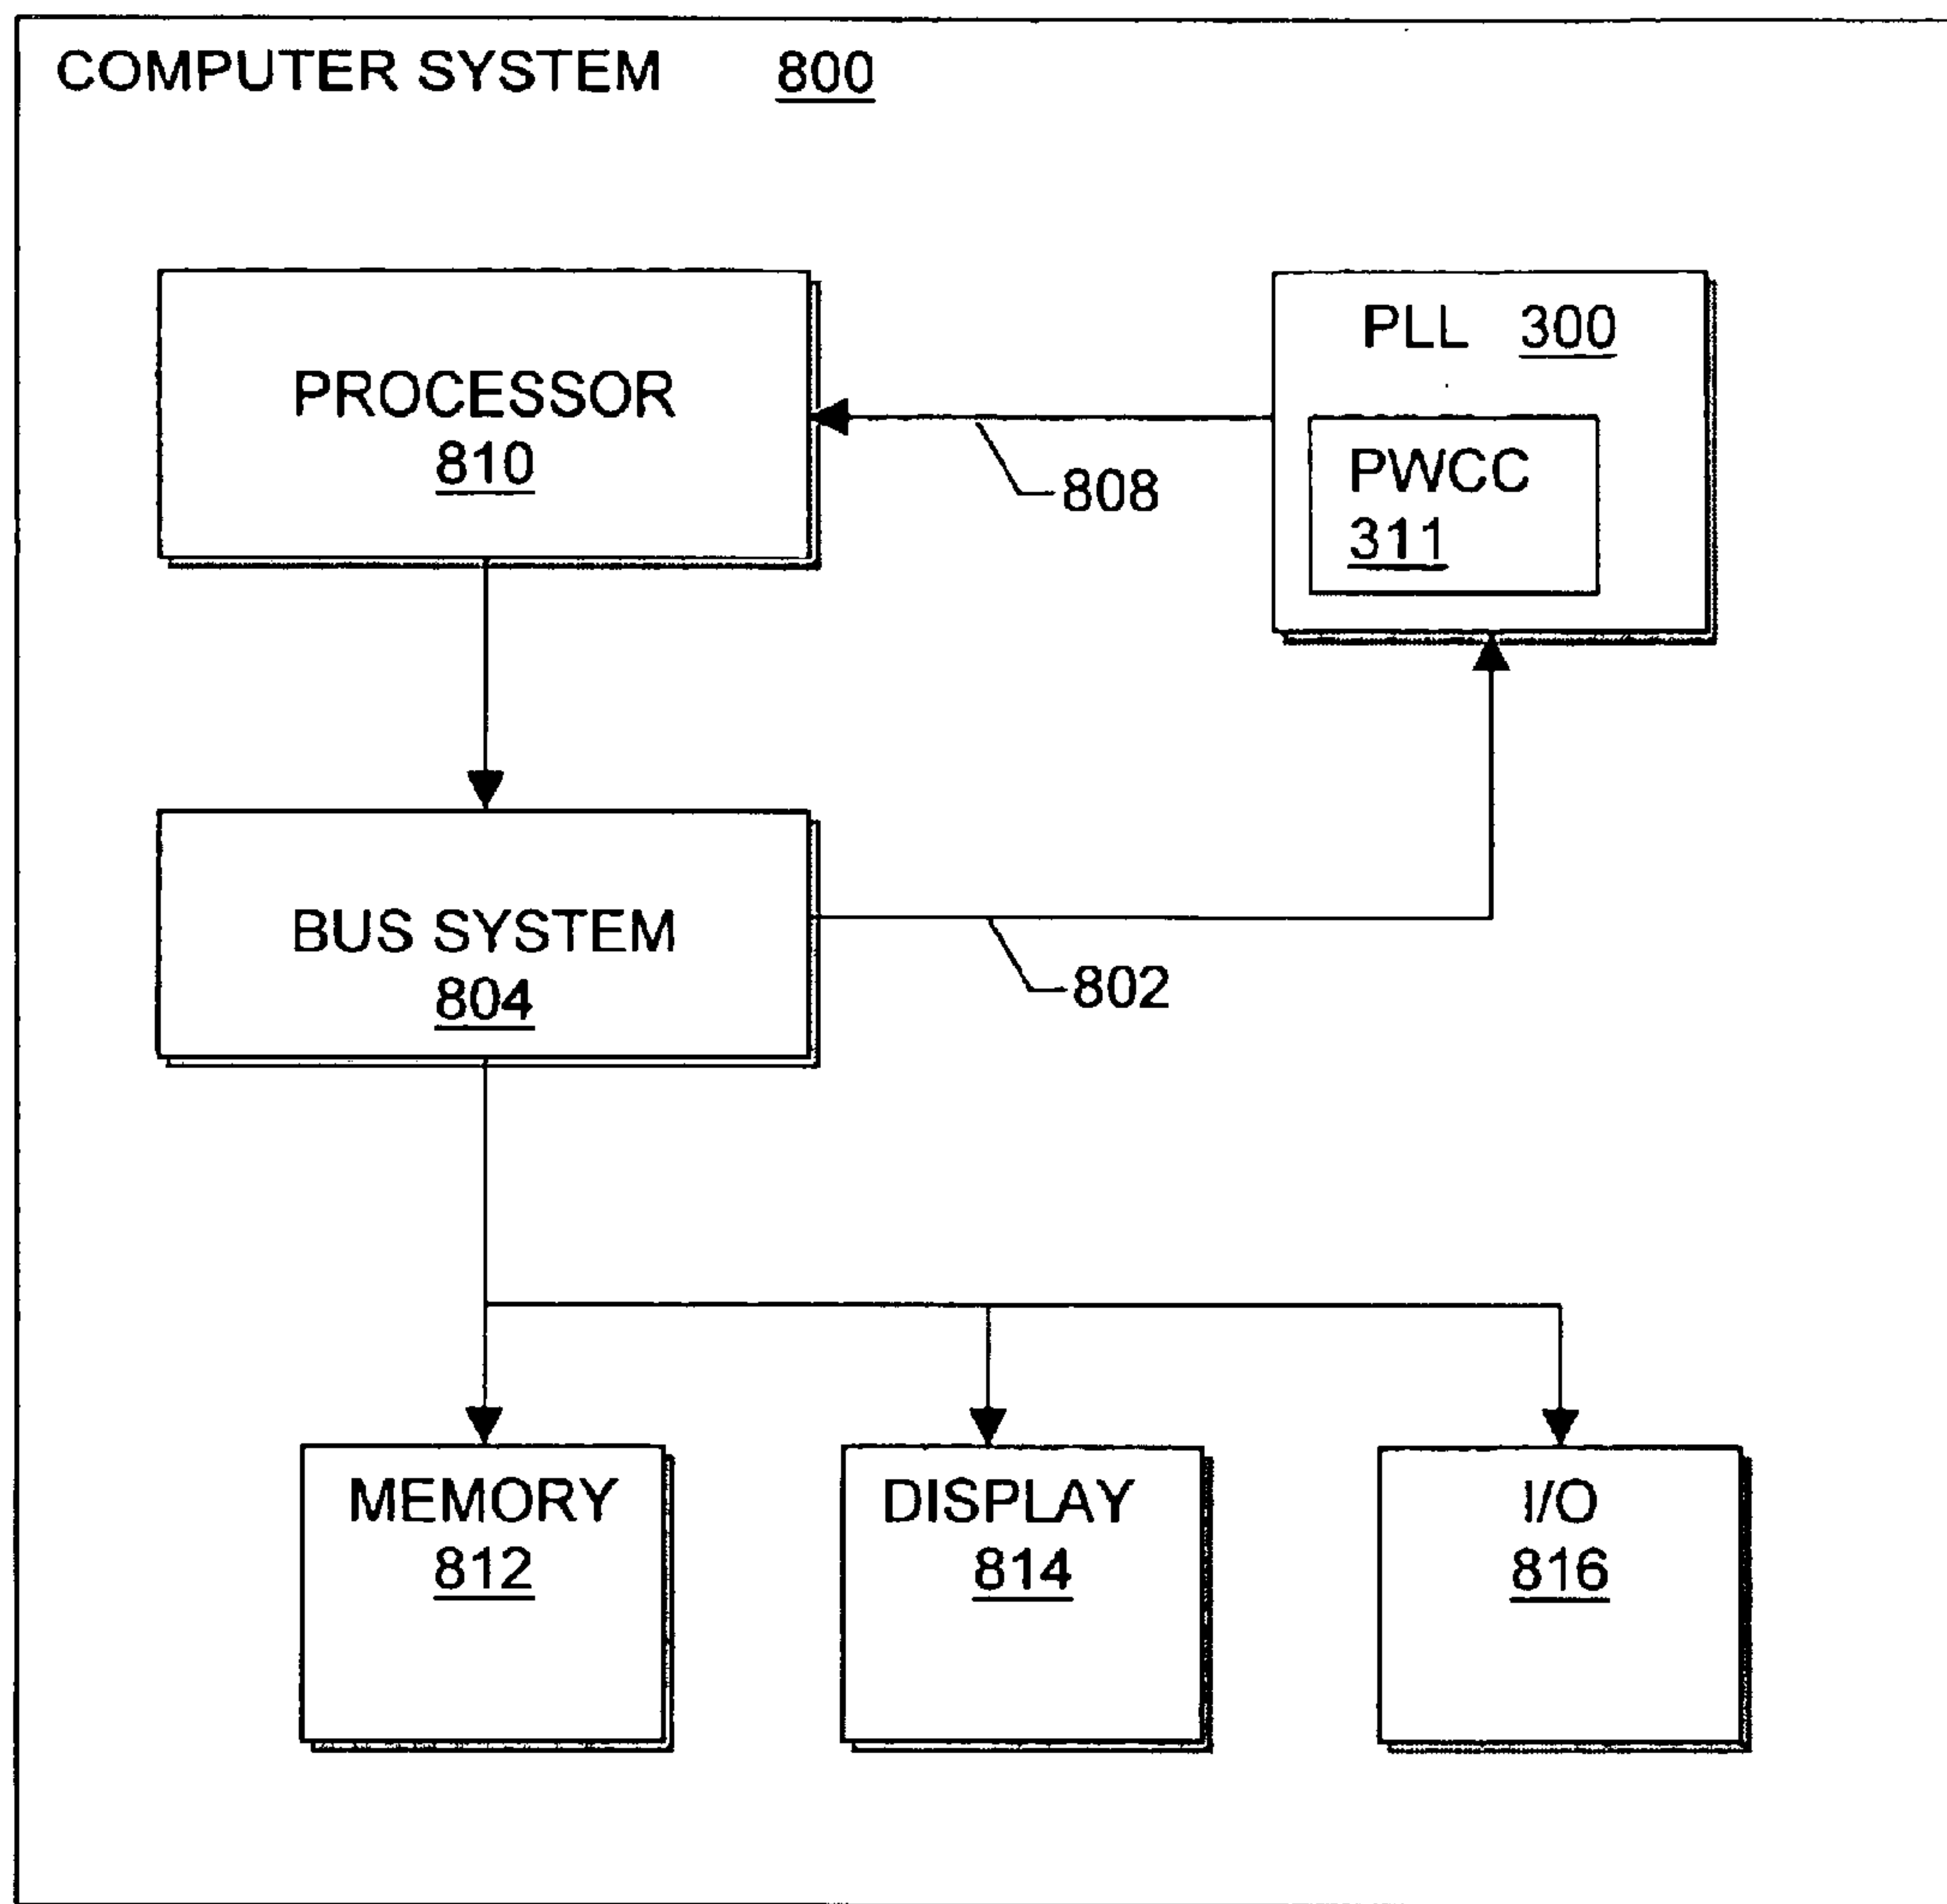 COMPUTER SYSTEM 800
PROCESSOR
810
PLL 300
PWCC
311
808
BUS SYSTEM
804
802
MEMORY
812
DISPLAY
814
I/O
816